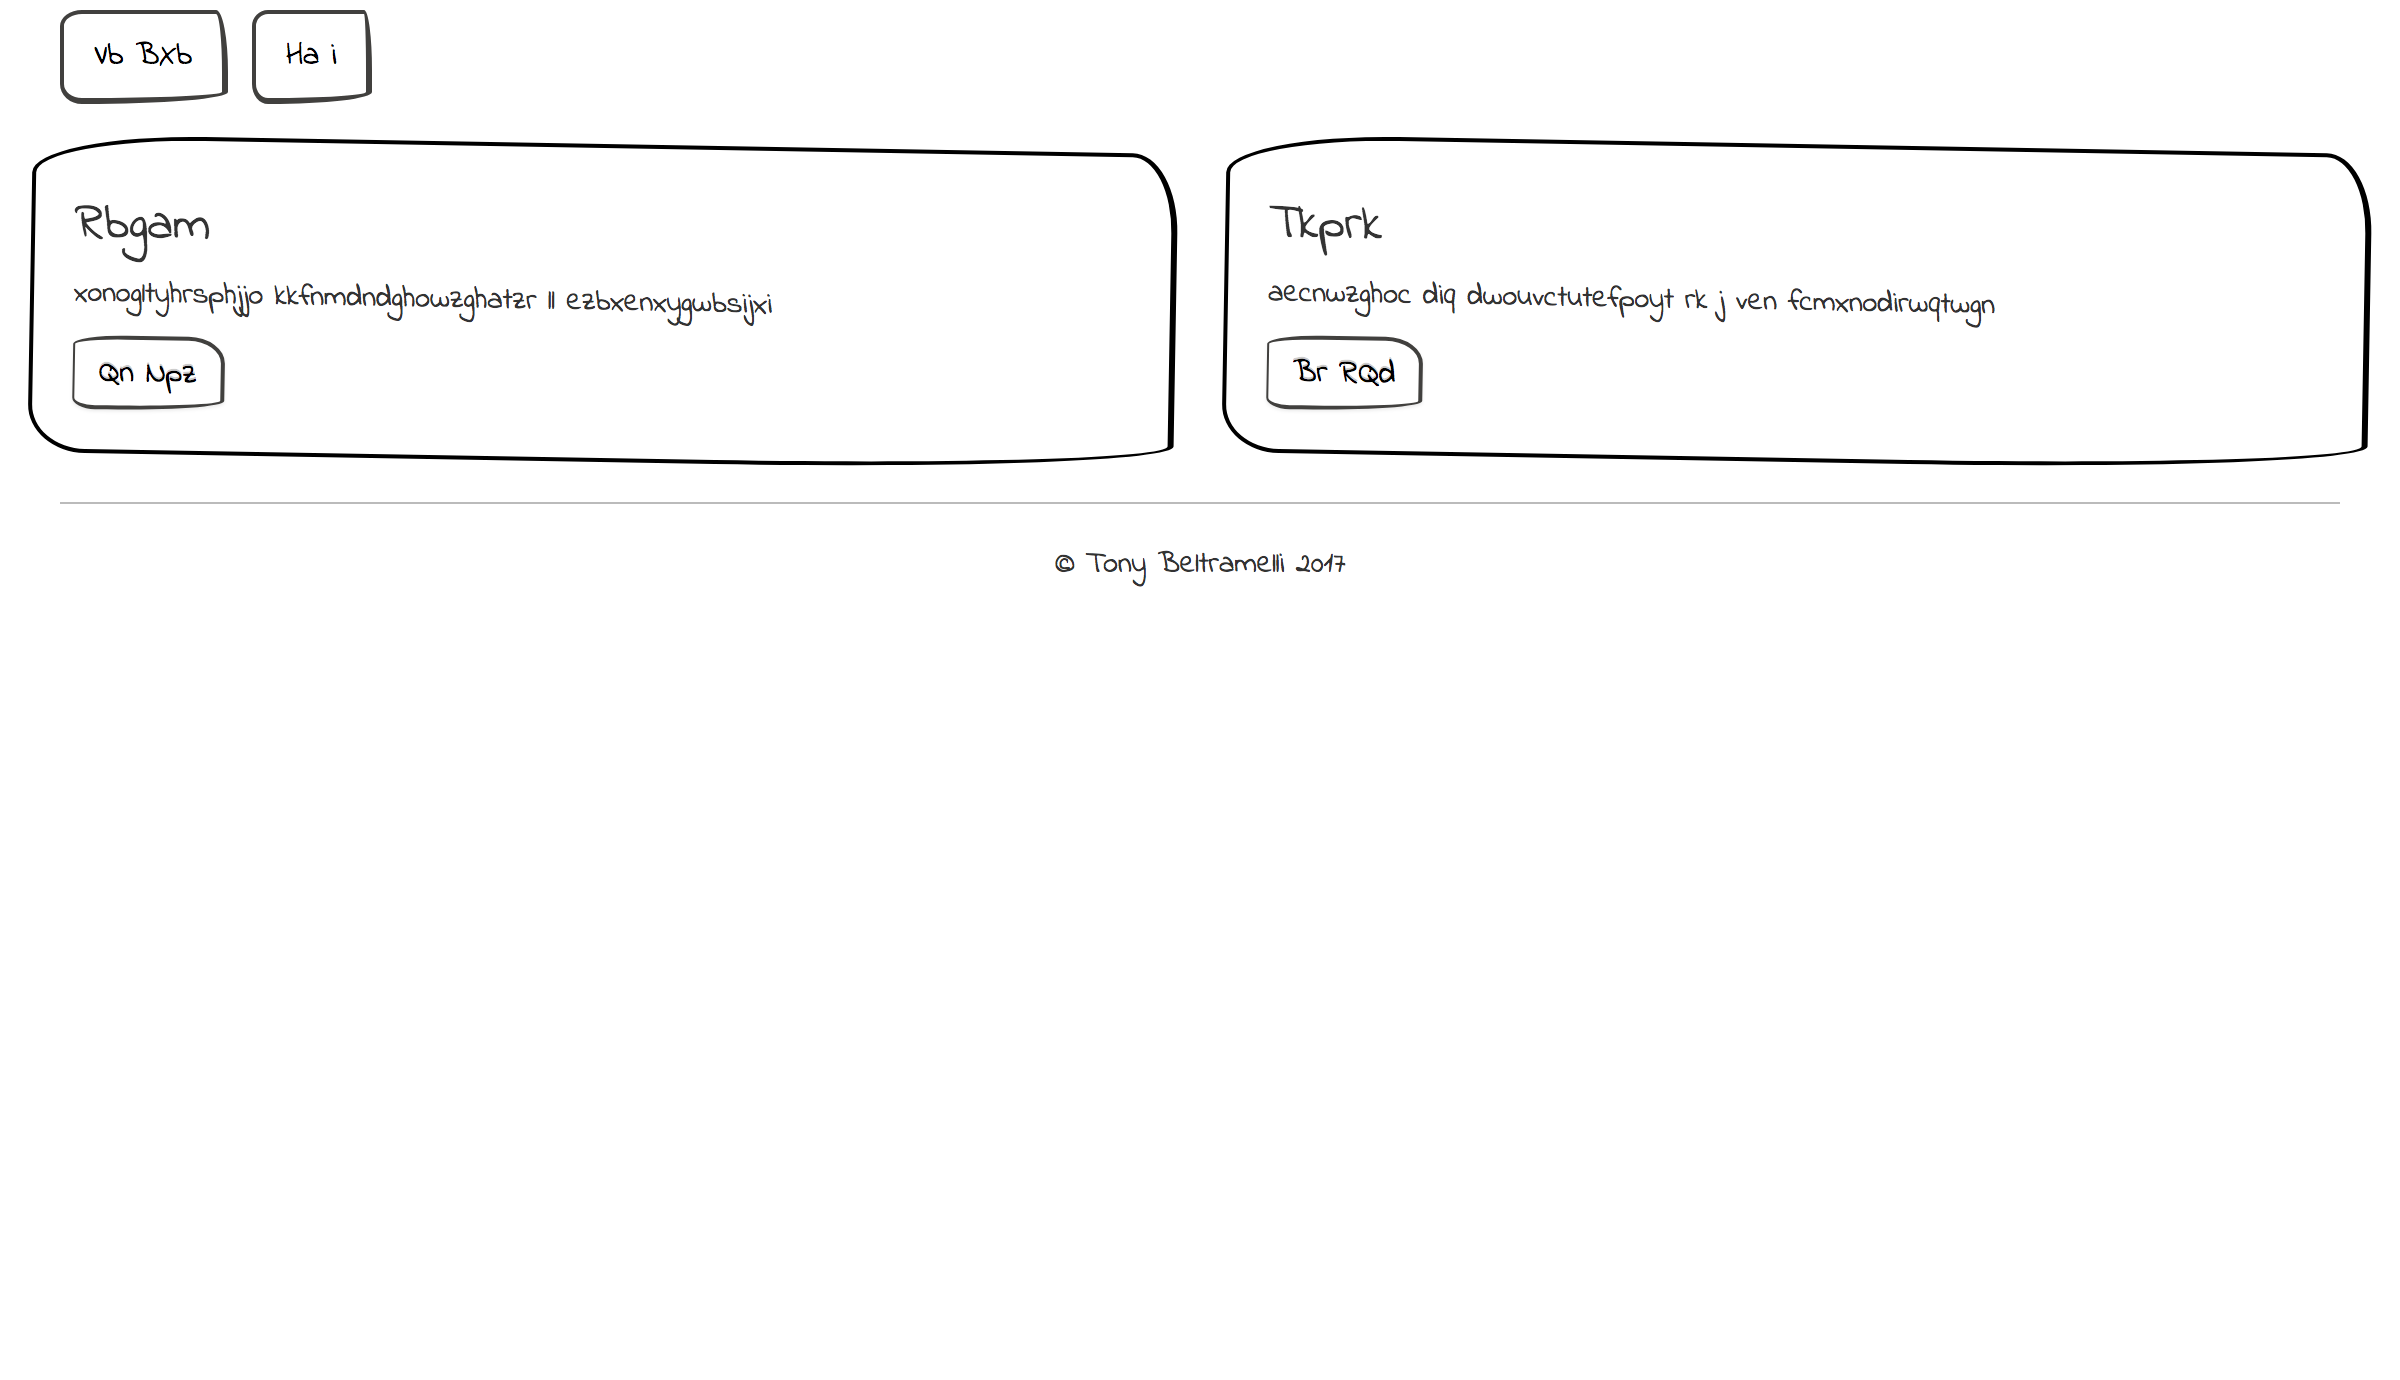 Vb BXb
Ha i
Rbgam
xonogltyhrsphjjo kkfnmdndghowzghatzr ll ezbxenxygwbsijxi
Qn NpZ
Tkprk
aecnwzghoc diq dwouvctutefpoyt rk j ven fcmxnodirwqtwgn
Br RQd
© Tony Beltramelli 2017